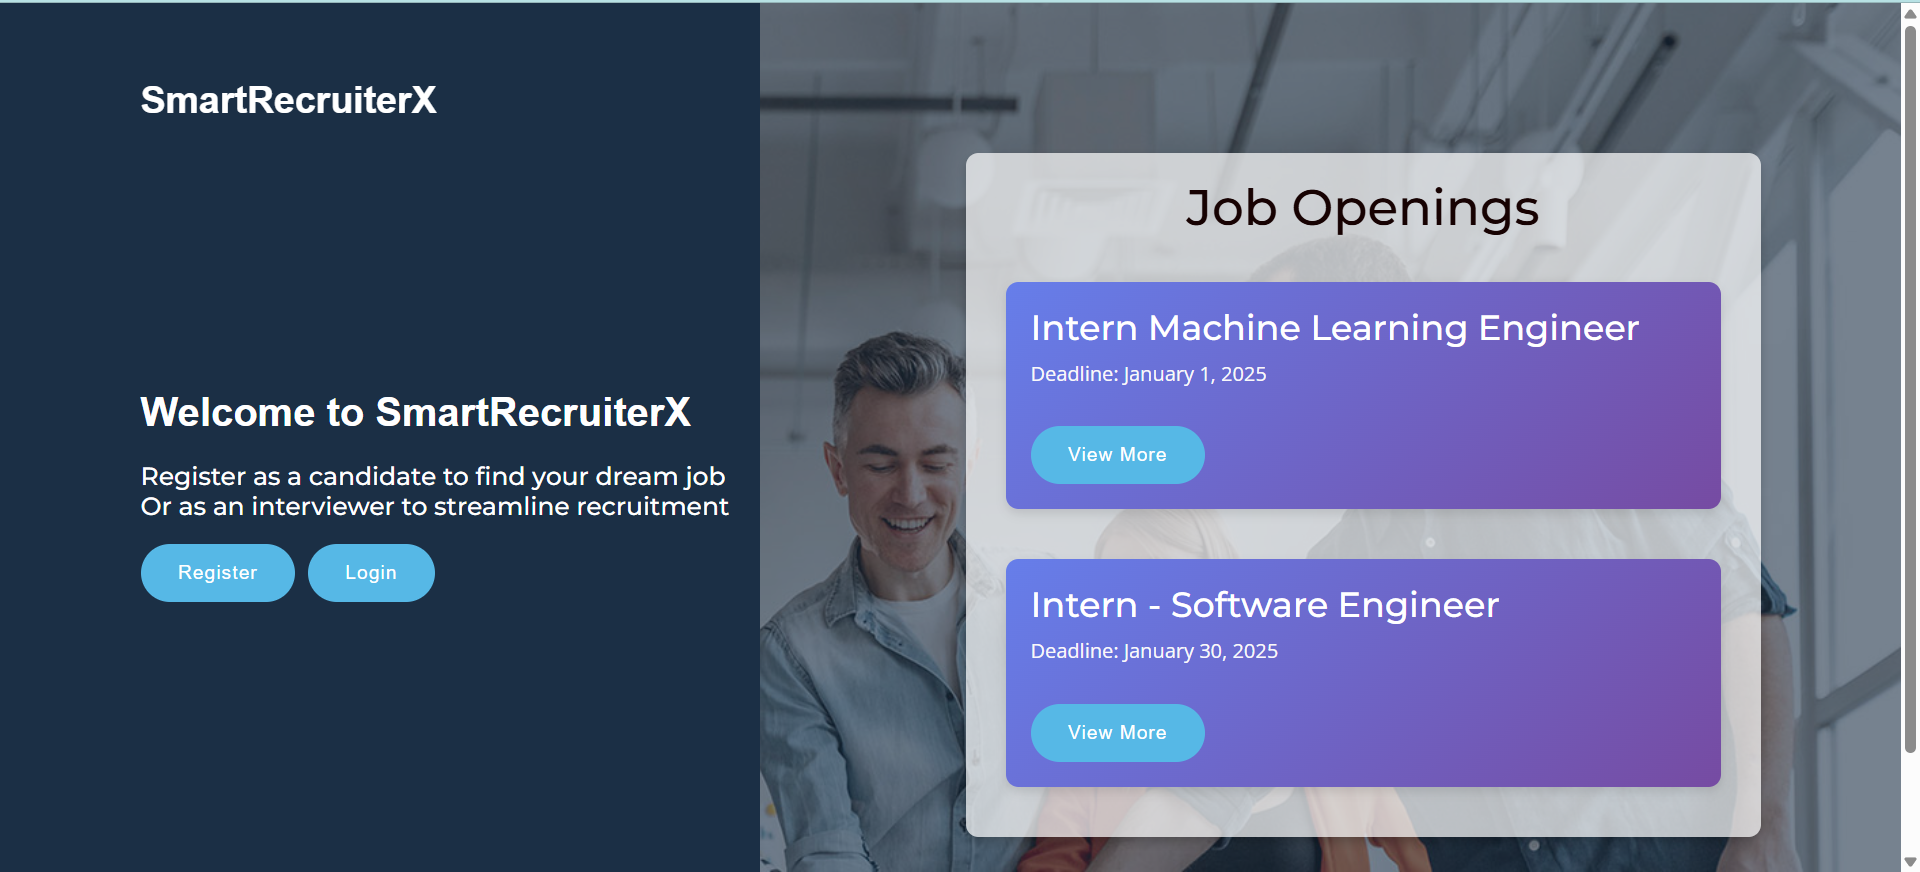 SmartRecruiterX
Welcome to SmartRecruiterX
Register as a candidate to find your dream job
Or as an interviewer to streamline recruitment
Register
Login
Job Openings
Intern Machine Learning Engineer
Deadline: January 1, 2025
View More
Intern - Software Engineer
Deadline: January 30, 2025
View More